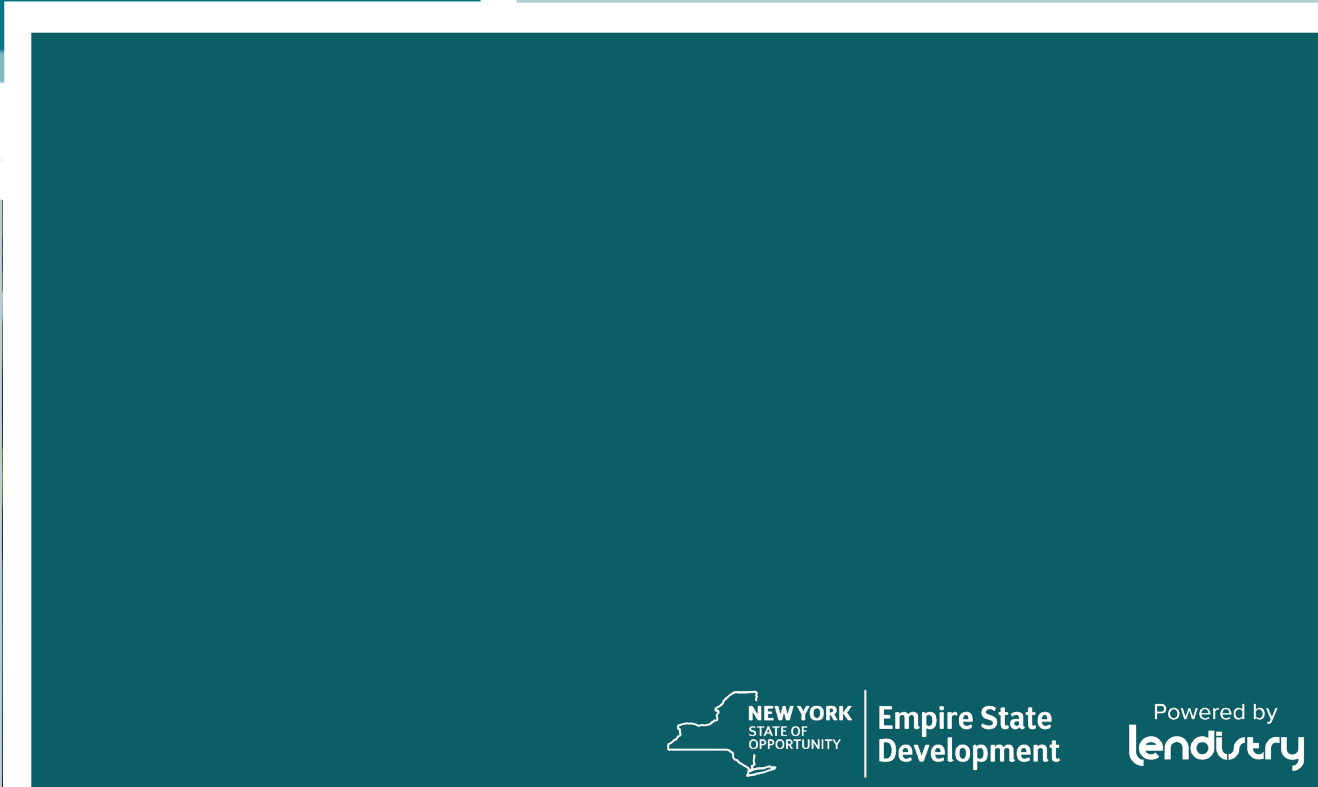 NEW YORK
STATE OF
OPPORTUNITY
Empire State
Development
Powered by
lendistry